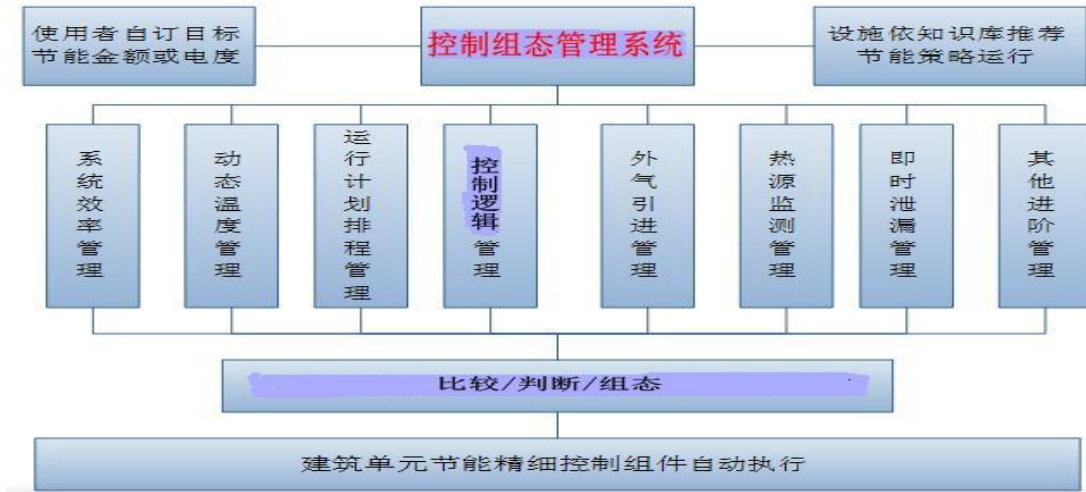 使用者自订目标
节能金额或电度
控制组态管理系统
设施依知识库推荐
节能策略运行
系统效率管理
动态温度管理
运行计划排程管理
控制逻辑管理
外气引进管理
热源监测管理
即时泄漏管理
其他进阶管理
比较/判断/组态
建筑单元节能精细控制组件自动执行